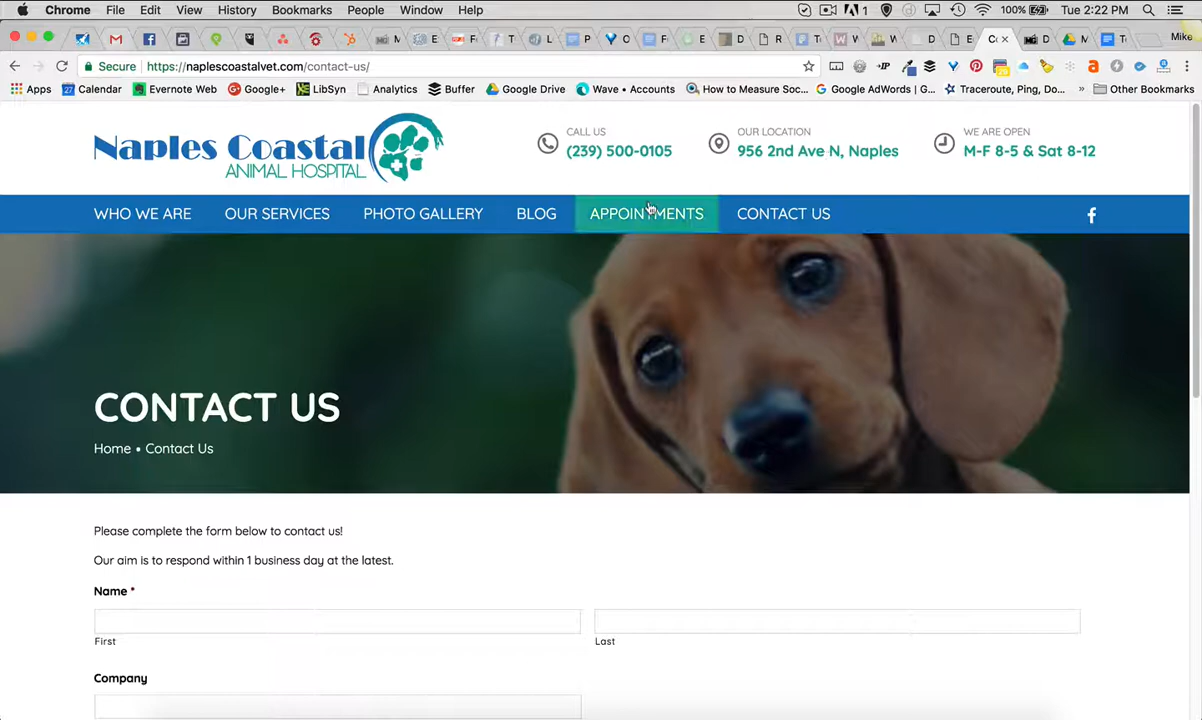 Chrome File Edit View History Bookmarks People Window Help 1 100% Tue 2:22 PM
M E F T M E F L P O F E D R T W W D E C D M T Mike
Secure https://naplescoastalvet.com/contact-us/
Apps 27 Calendar Evernote Web Google+ LibSyn Analytics Buffer Google Drive Wave • Accounts How to Measure Soc... Google AdWords | G... Traceroute, Ping, Do... » Other Bookmarks
Naples Coastal
ANIMAL HOSPITAL
CALL US
(239) 500-0105
OUR LOCATION
956 2nd Ave N, Naples
WE ARE OPEN
M-F 8-5 & Sat 8-12
WHO WE ARE OUR SERVICES PHOTO GALLERY BLOG APPOINTMENTS CONTACT US
CONTACT US
Home • Contact Us
Please complete the form below to contact us!
Our aim is to respond within 1 business day at the latest.
Name *
First Last
Company